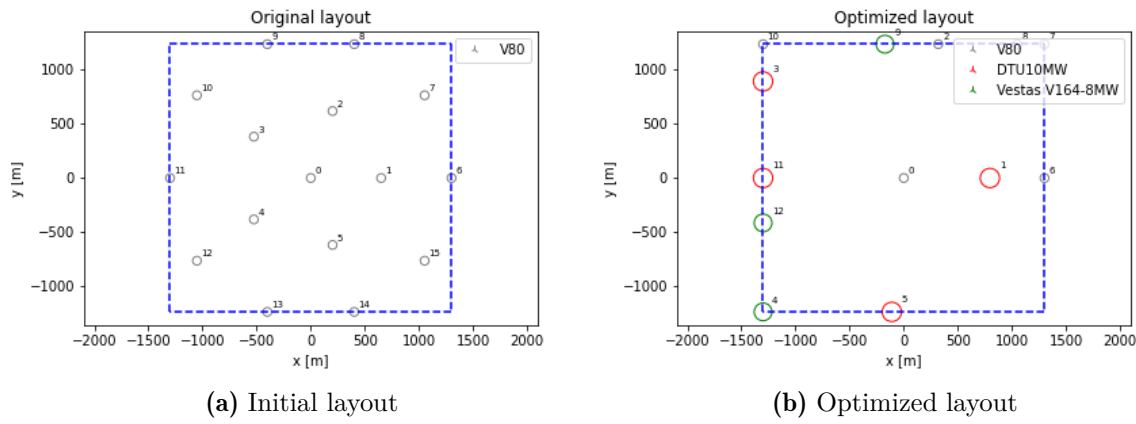 Original layout
9 8
V80
1000
10
7
2
500
3
y [m]
0
11 0 1 6
−500
4
5
12
15
−1000
13 14
−2000 −1500 −1000 −500 0 500 1000 1500 2000
x [m]
(a) Initial layout
Optimized layout
10 9 2 8 7
V80
DTU10MW
Vestas V164-8MW
1000
3
500
y [m]
0
11 0 1 6
−500
12
−1000
4 5
−2000 −1500 −1000 −500 0 500 1000 1500 2000
x [m]
(b) Optimized layout